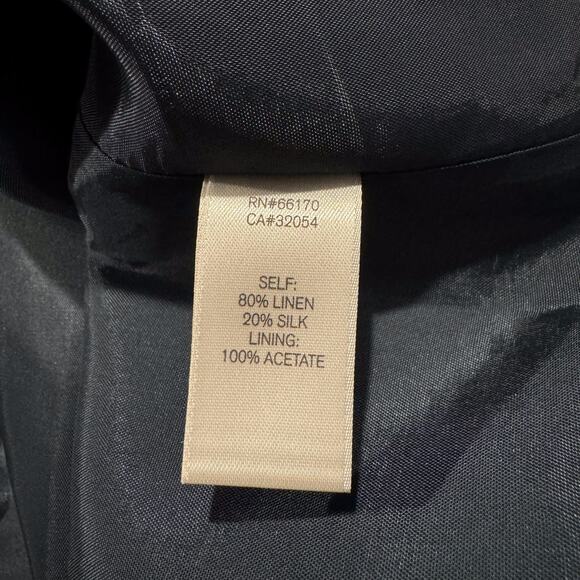 RN#66170
CA#32054
SELF:
80% LINEN
20% SILK
LINING:
100% ACETATE